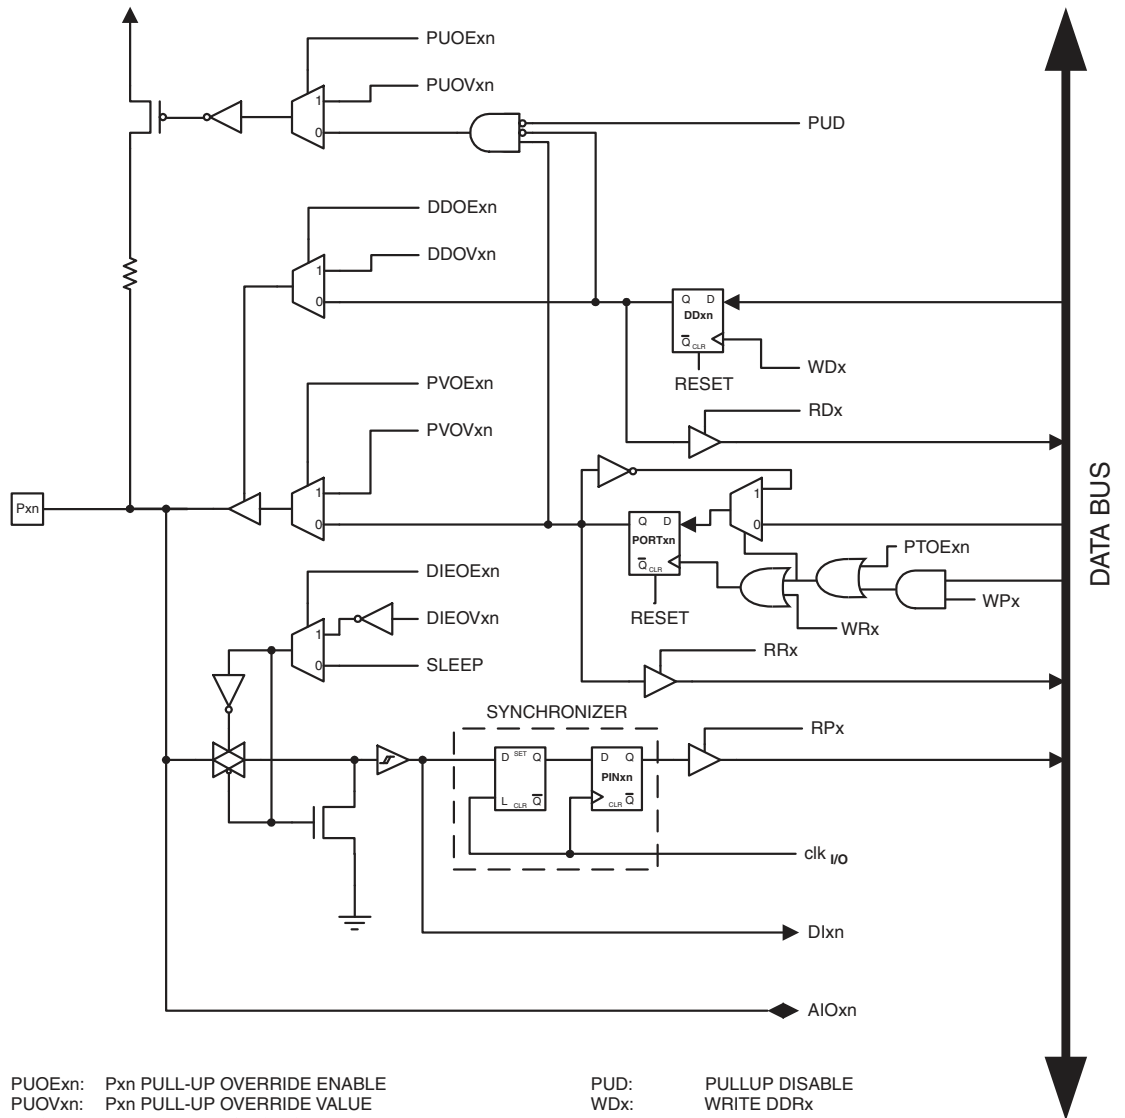 PUOExn
PUOVxn
1
0
PUD
DDOExn
DDOVxn
1
0
Q D
DDxn
Q CLR
WDx
RESET
PVOExn
RDx
PVOVxn
1
0
Pxn
1
0
Q D
PORTxn
Q CLR
PTOExn
WPx
RESET
WRx
DATA BUS
DIEOExn
DIEOVxn
1
0
SLEEP
RRx
SYNCHRONIZER
RPx
D SET Q
L CLR Q
D Q
PINxn
CLR Q
clk I/O
DIxn
AIOxn
PUOExn: Pxn PULL-UP OVERRIDE ENABLE
PUOVxn: Pxn PULL-UP OVERRIDE VALUE
PUD: PULLUP DISABLE
WDx: WRITE DDRx